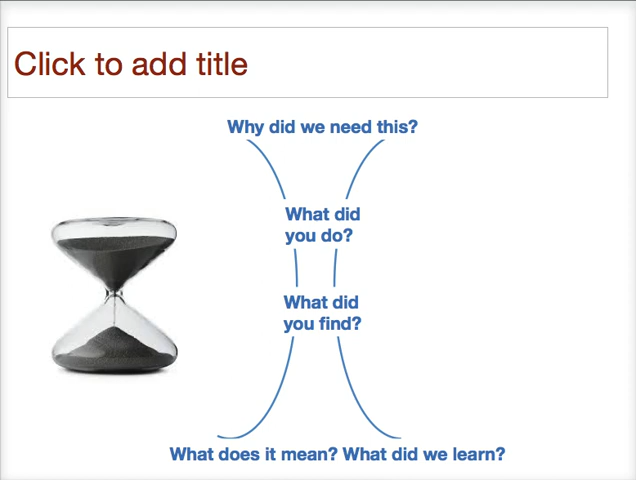 Click to add title
Why did we need this?
What did
you do?
What did
you find?
What does it mean? What did we learn?